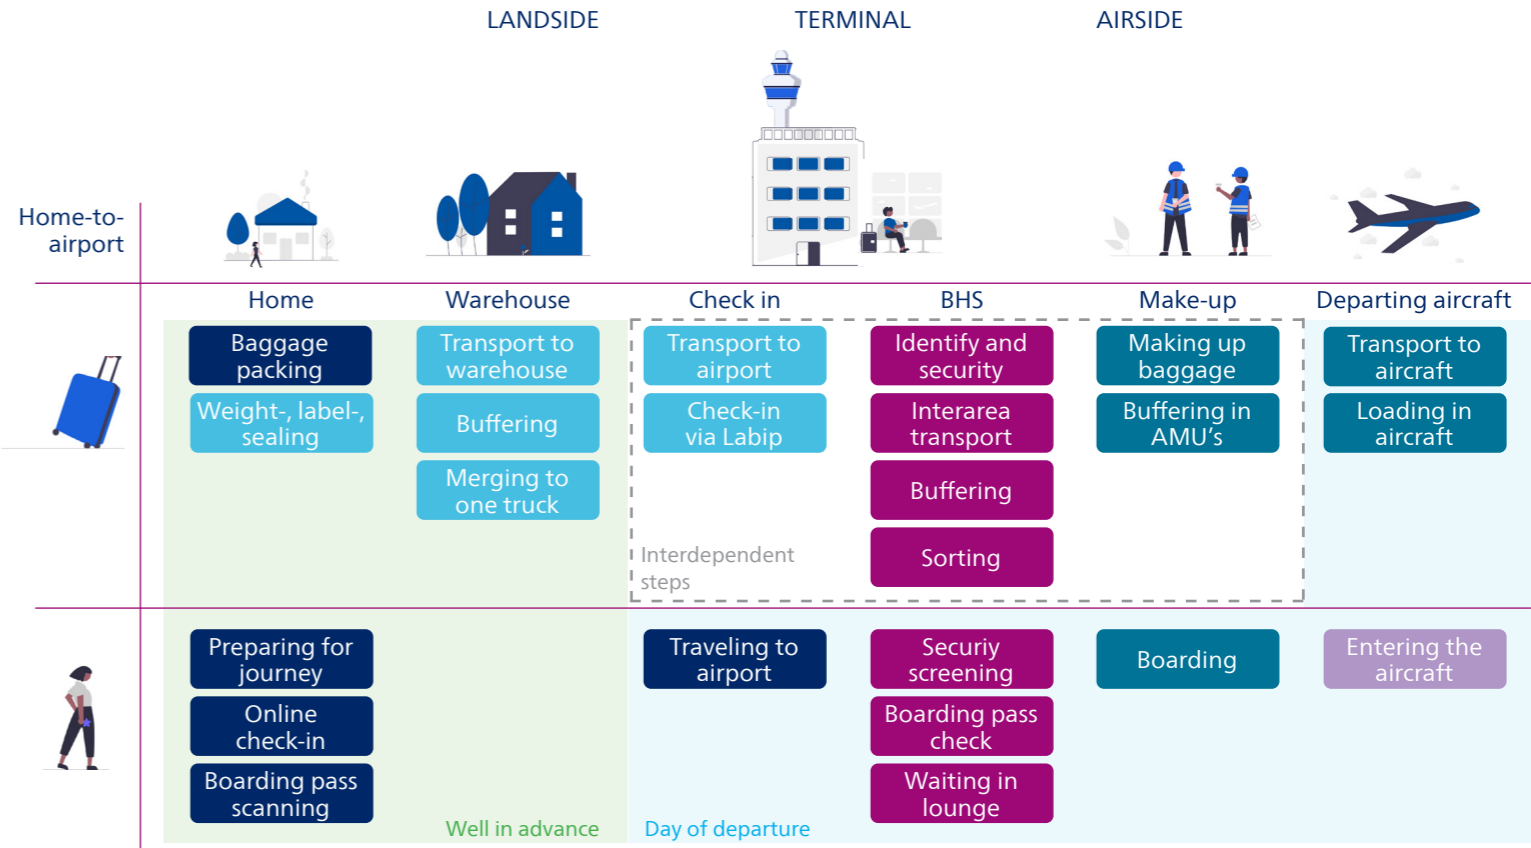 LANDSIDE
TERMINAL
AIRSIDE
Home-to-
airport
Home
Warehouse
Check in
BHS
Make-up
Departing aircraft
Baggage
packing
Weight-, label-,
sealing
Transport to
warehouse
Buffering
Merging to
one truck
Transport to
airport
Check-in
via Labip
Identify and
security
Interarea
transport
Buffering
Sorting
Making up
baggage
Buffering in
AMU's
Transport to
aircraft
Loading in
aircraft
Interdependent
steps
Preparing for
journey
Online
check-in
Boarding pass
scanning
Traveling to
airport
Securiy
screening
Boarding pass
check
Waiting in
lounge
Boarding
Entering the
aircraft
Well in advance
Day of departure